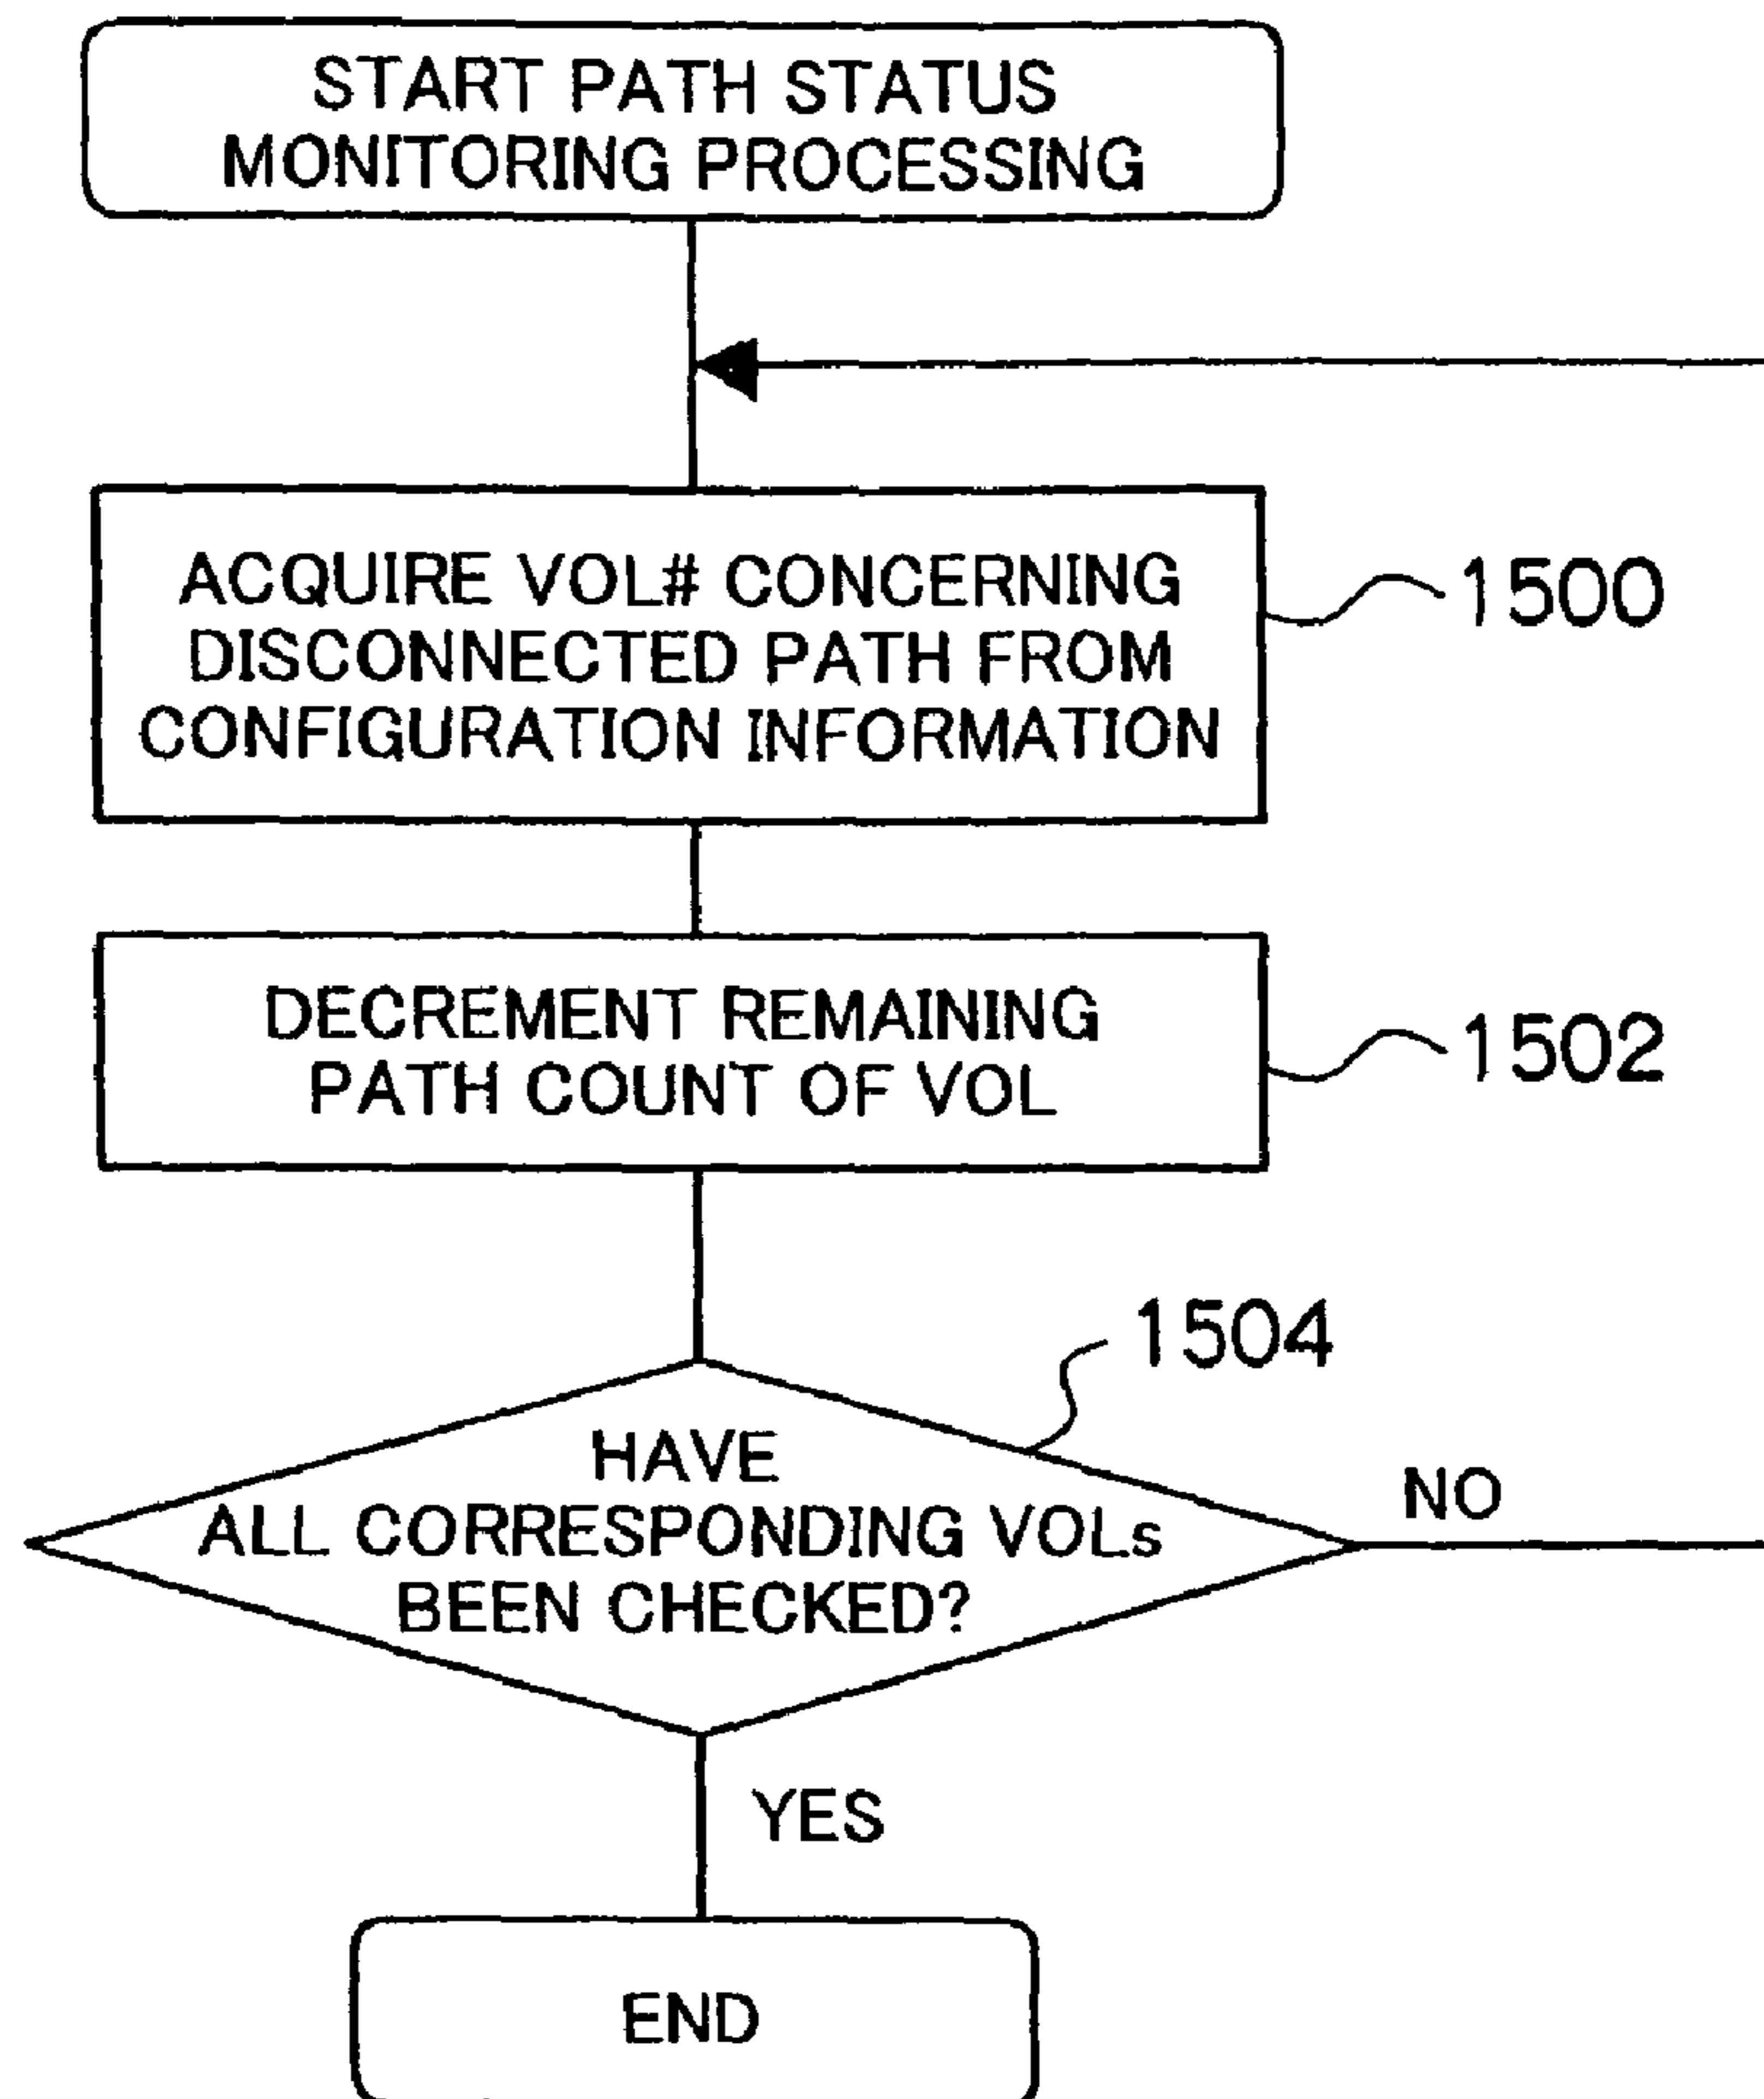 START PATH STATUS
MONITORING PROCESSING
ACQUIRE VOL# CONCERNING
DISCONNECTED PATH FROM
CONFIGURATION INFORMATION
1500
DECREMENT REMAINING
PATH COUNT OF VOL
1502
1504
HAVE
ALL CORRESPONDING VOLs
BEEN CHECKED?
NO
YES
END